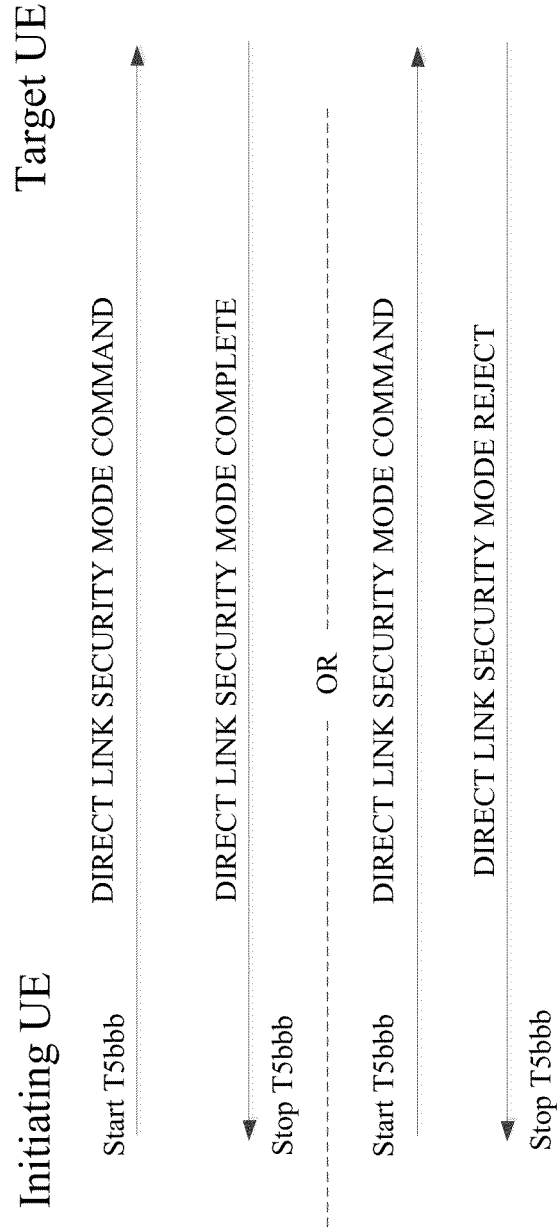 Initiating UE
Target UE
Start T5bbb
DIRECT LINK SECURITY MODE COMMAND
DIRECT LINK SECURITY MODE COMPLETE
Stop T5bbb
OR
Start T5bbb
DIRECT LINK SECURITY MODE COMMAND
DIRECT LINK SECURITY MODE REJECT
Stop T5bbb